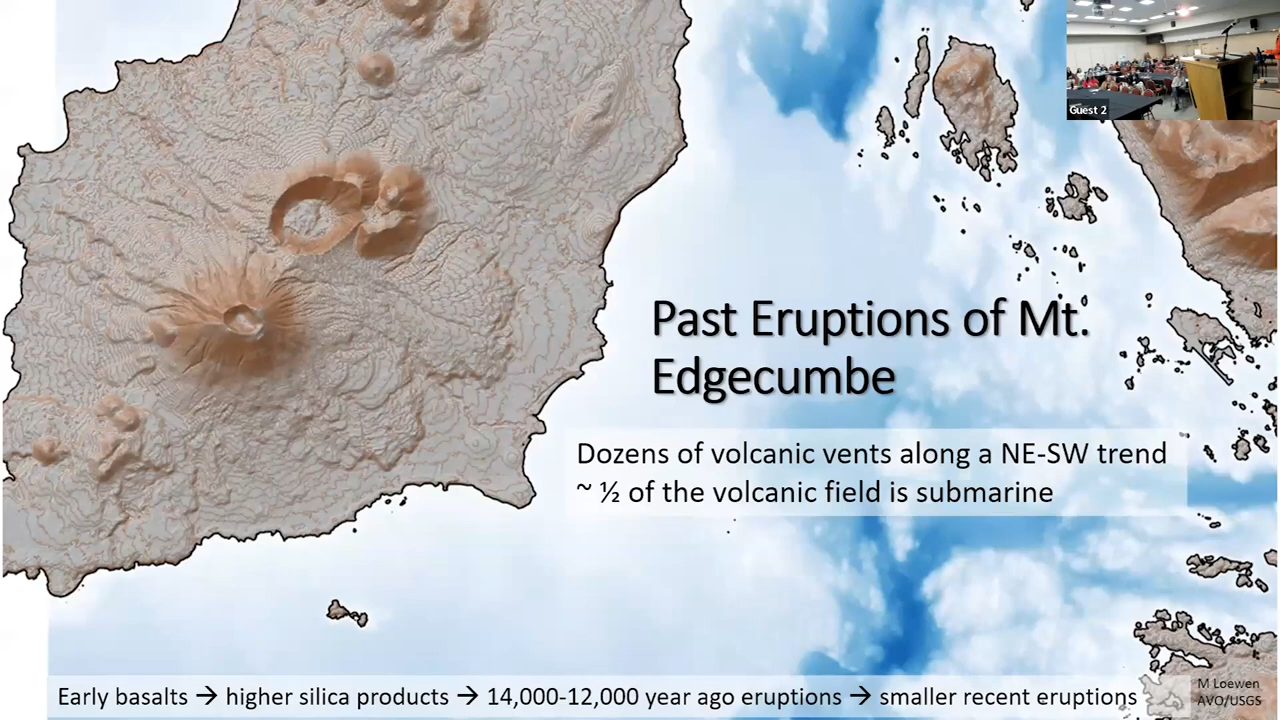 Guest 2
Past Eruptions of Mt.
Edgecumbe
Dozens of volcanic vents along a NE-SW trend
~ ½ of the volcanic field is submarine
Early basalts → higher silica products → 14,000-12,000 year ago eruptions → smaller recent eruptions
M Loewen
AVO/USGS